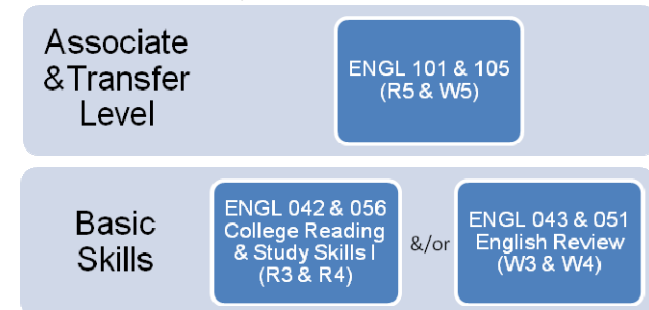 Associate
&Transfer
Level
ENGL 101 & 105
(R5 & W5)
Basic
Skills
ENGL 042 & 056
College Reading
& Study Skills I
(R3 & R4)
&/or
ENGL 043 & 051
English Review
(W3 & W4)